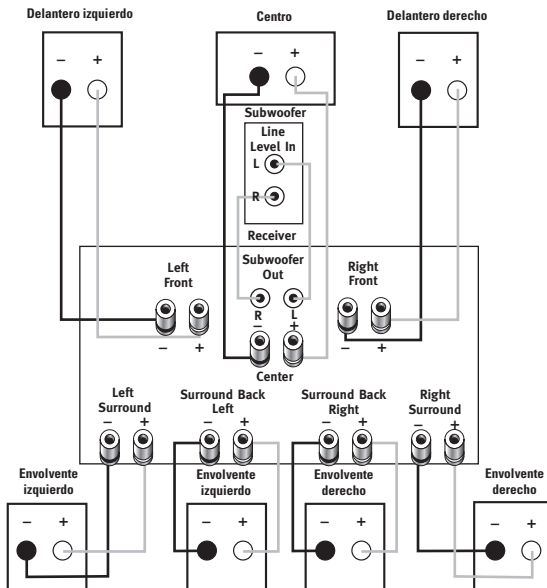 Delantero izquierdo
Centro
Delantero derecho
– +
– +
– +
Subwoofer
Line
Level In
L
R
Receiver
Subwoofer
Out
R L
Left
Front
– +
Right
Front
– +
– +
Center
Left
Surround
– +
Surround Back
Left
– +
Surround Back
Right
– +
Right
Surround
– +
Envolvente
izquierdo
– +
Envolvente
izquierdo
– +
Envolvente
derecho
– +
Envolvente
derecho
– +